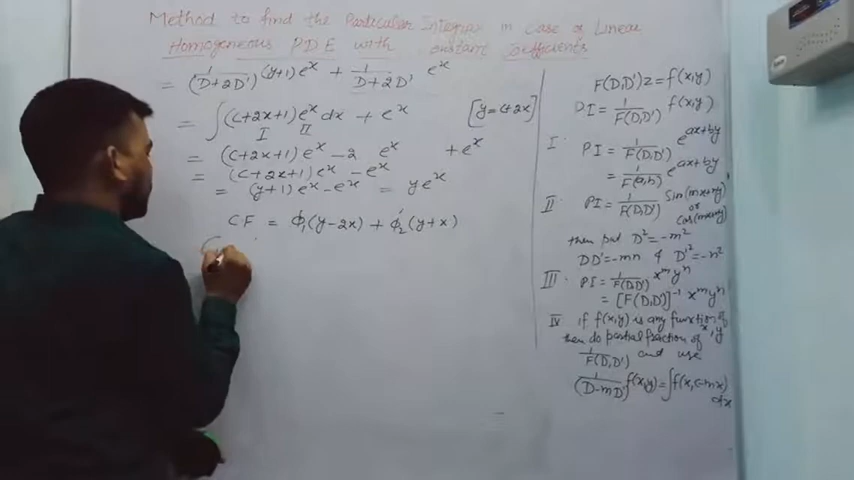 Method to find the Particular Integral in case of Linear
Homogeneous PDE with constant coefficients
= 1/(D+2D') (y+1)e^x + 1/(D+2D') e^x
= ∫(c+2x+1)e^x dx + e^x [y=c+2x]
I II
= (c+2x+1)e^x - 2 e^x + e^x
= (c+2x+1)e^x - e^x
= (y+1)e^x - e^x = ye^x
CF = ϕ₁(y-2x) + ϕ₂(y+x)
F(D,D')z = f(x,y)
PI = 1/F(D,D') f(x,y)
I PI = 1/F(D,D') e^(ax+by)
= 1/F(a,b) e^(ax+by)
II PI = 1/F(D,D') sin(mx+ny) or cos(mx+ny)
then put D² = -m²
DD' = -mn & D'² = -n²
III PI = 1/F(D,D') x^m y^n
= [F(D,D')]^-1 x^m y^n
IV if f(x,y) is any function of x, y
then do partial fraction of
1/F(D,D') and use
1/(D-mD') f(x,y) = ∫f(x,c-mx) dx